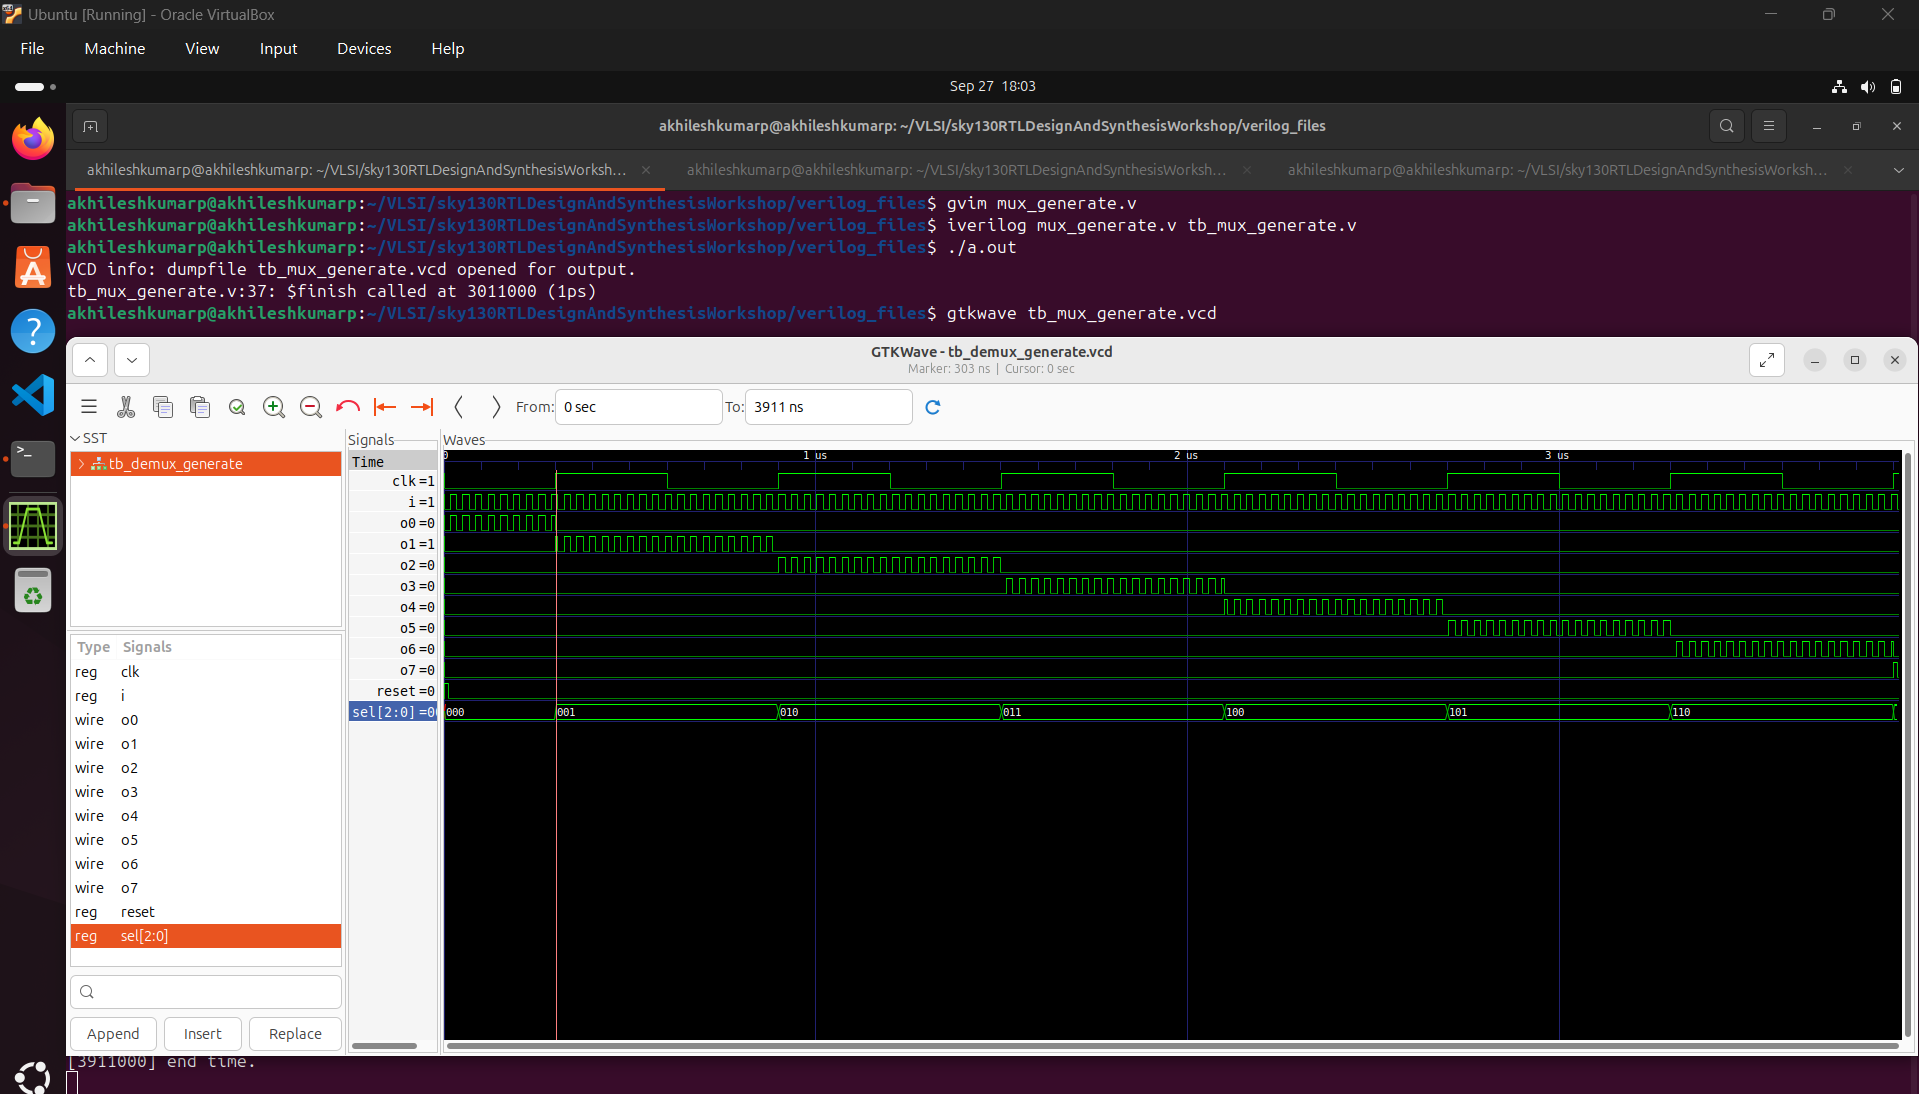 Ubuntu [Running] - Oracle VirtualBox
File Machine View Input Devices Help
Sep 27 18:03
akhileshkumarp@akhileshkumarp: ~/VLSI/sky130RTLDesignAndSynthesisWorkshop/verilog_files
akhileshkumarp@akhileshkumarp: ~/VLSI/sky130RTLDesignAndSynthesisWorksh... akhileshkumarp@akhileshkumarp: ~/VLSI/sky130RTLDesignAndSynthesisWorksh... akhileshkumarp@akhileshkumarp: ~/VLSI/sky130RTLDesignAndSynthesisWorksh...
akhileshkumarp@akhileshkumarp:~/VLSI/sky130RTLDesignAndSynthesisWorkshop/verilog_files$ gvim mux_generate.v
akhileshkumarp@akhileshkumarp:~/VLSI/sky130RTLDesignAndSynthesisWorkshop/verilog_files$ iverilog mux_generate.v tb_mux_generate.v
akhileshkumarp@akhileshkumarp:~/VLSI/sky130RTLDesignAndSynthesisWorkshop/verilog_files$ ./a.out
VCD info: dumpfile tb_mux_generate.vcd opened for output.
tb_mux_generate.v:37: $finish called at 3011000 (1ps)
akhileshkumarp@akhileshkumarp:~/VLSI/sky130RTLDesignAndSynthesisWorkshop/verilog_files$ gtkwave tb_mux_generate.vcd
GTKWave - tb_demux_generate.vcd
Marker: 303 ns | Cursor: 0 sec
From: 0 sec To: 3911 ns
SST
tb_demux_generate
Type Signals
reg clk
reg i
wire o0
wire o1
wire o2
wire o3
wire o4
wire o5
wire o6
wire o7
reg reset
reg sel[2:0]
Append Insert Replace
Signals
Time
clk=1
i=1
o0=0
o1=1
o2=0
o3=0
o4=0
o5=0
o6=0
o7=0
reset=0
sel[2:0]=0
Waves
0 1 us 2 us 3 us
000 001 010 011 100 101 110
[3911000] end time.